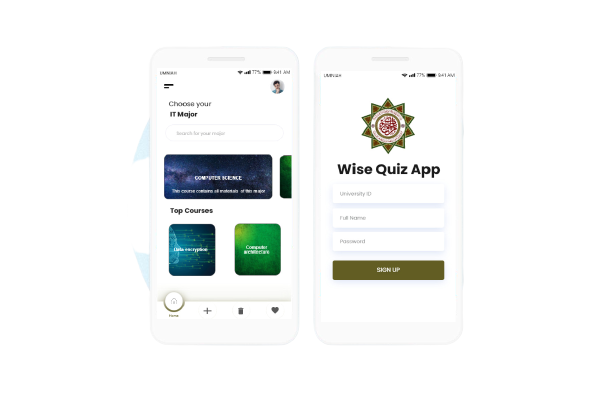 UMNIAH
77% 9:41 AM
Choose your
IT Major
Search for your major
COMPUTER SCIENCE
This course contains all materials of this major
Top Courses
Data encryption
Computer
architecture
Home
UMNIAH
77% 9:41 AM
Wise Quiz App
University ID
Full Name
Password
SIGN UP